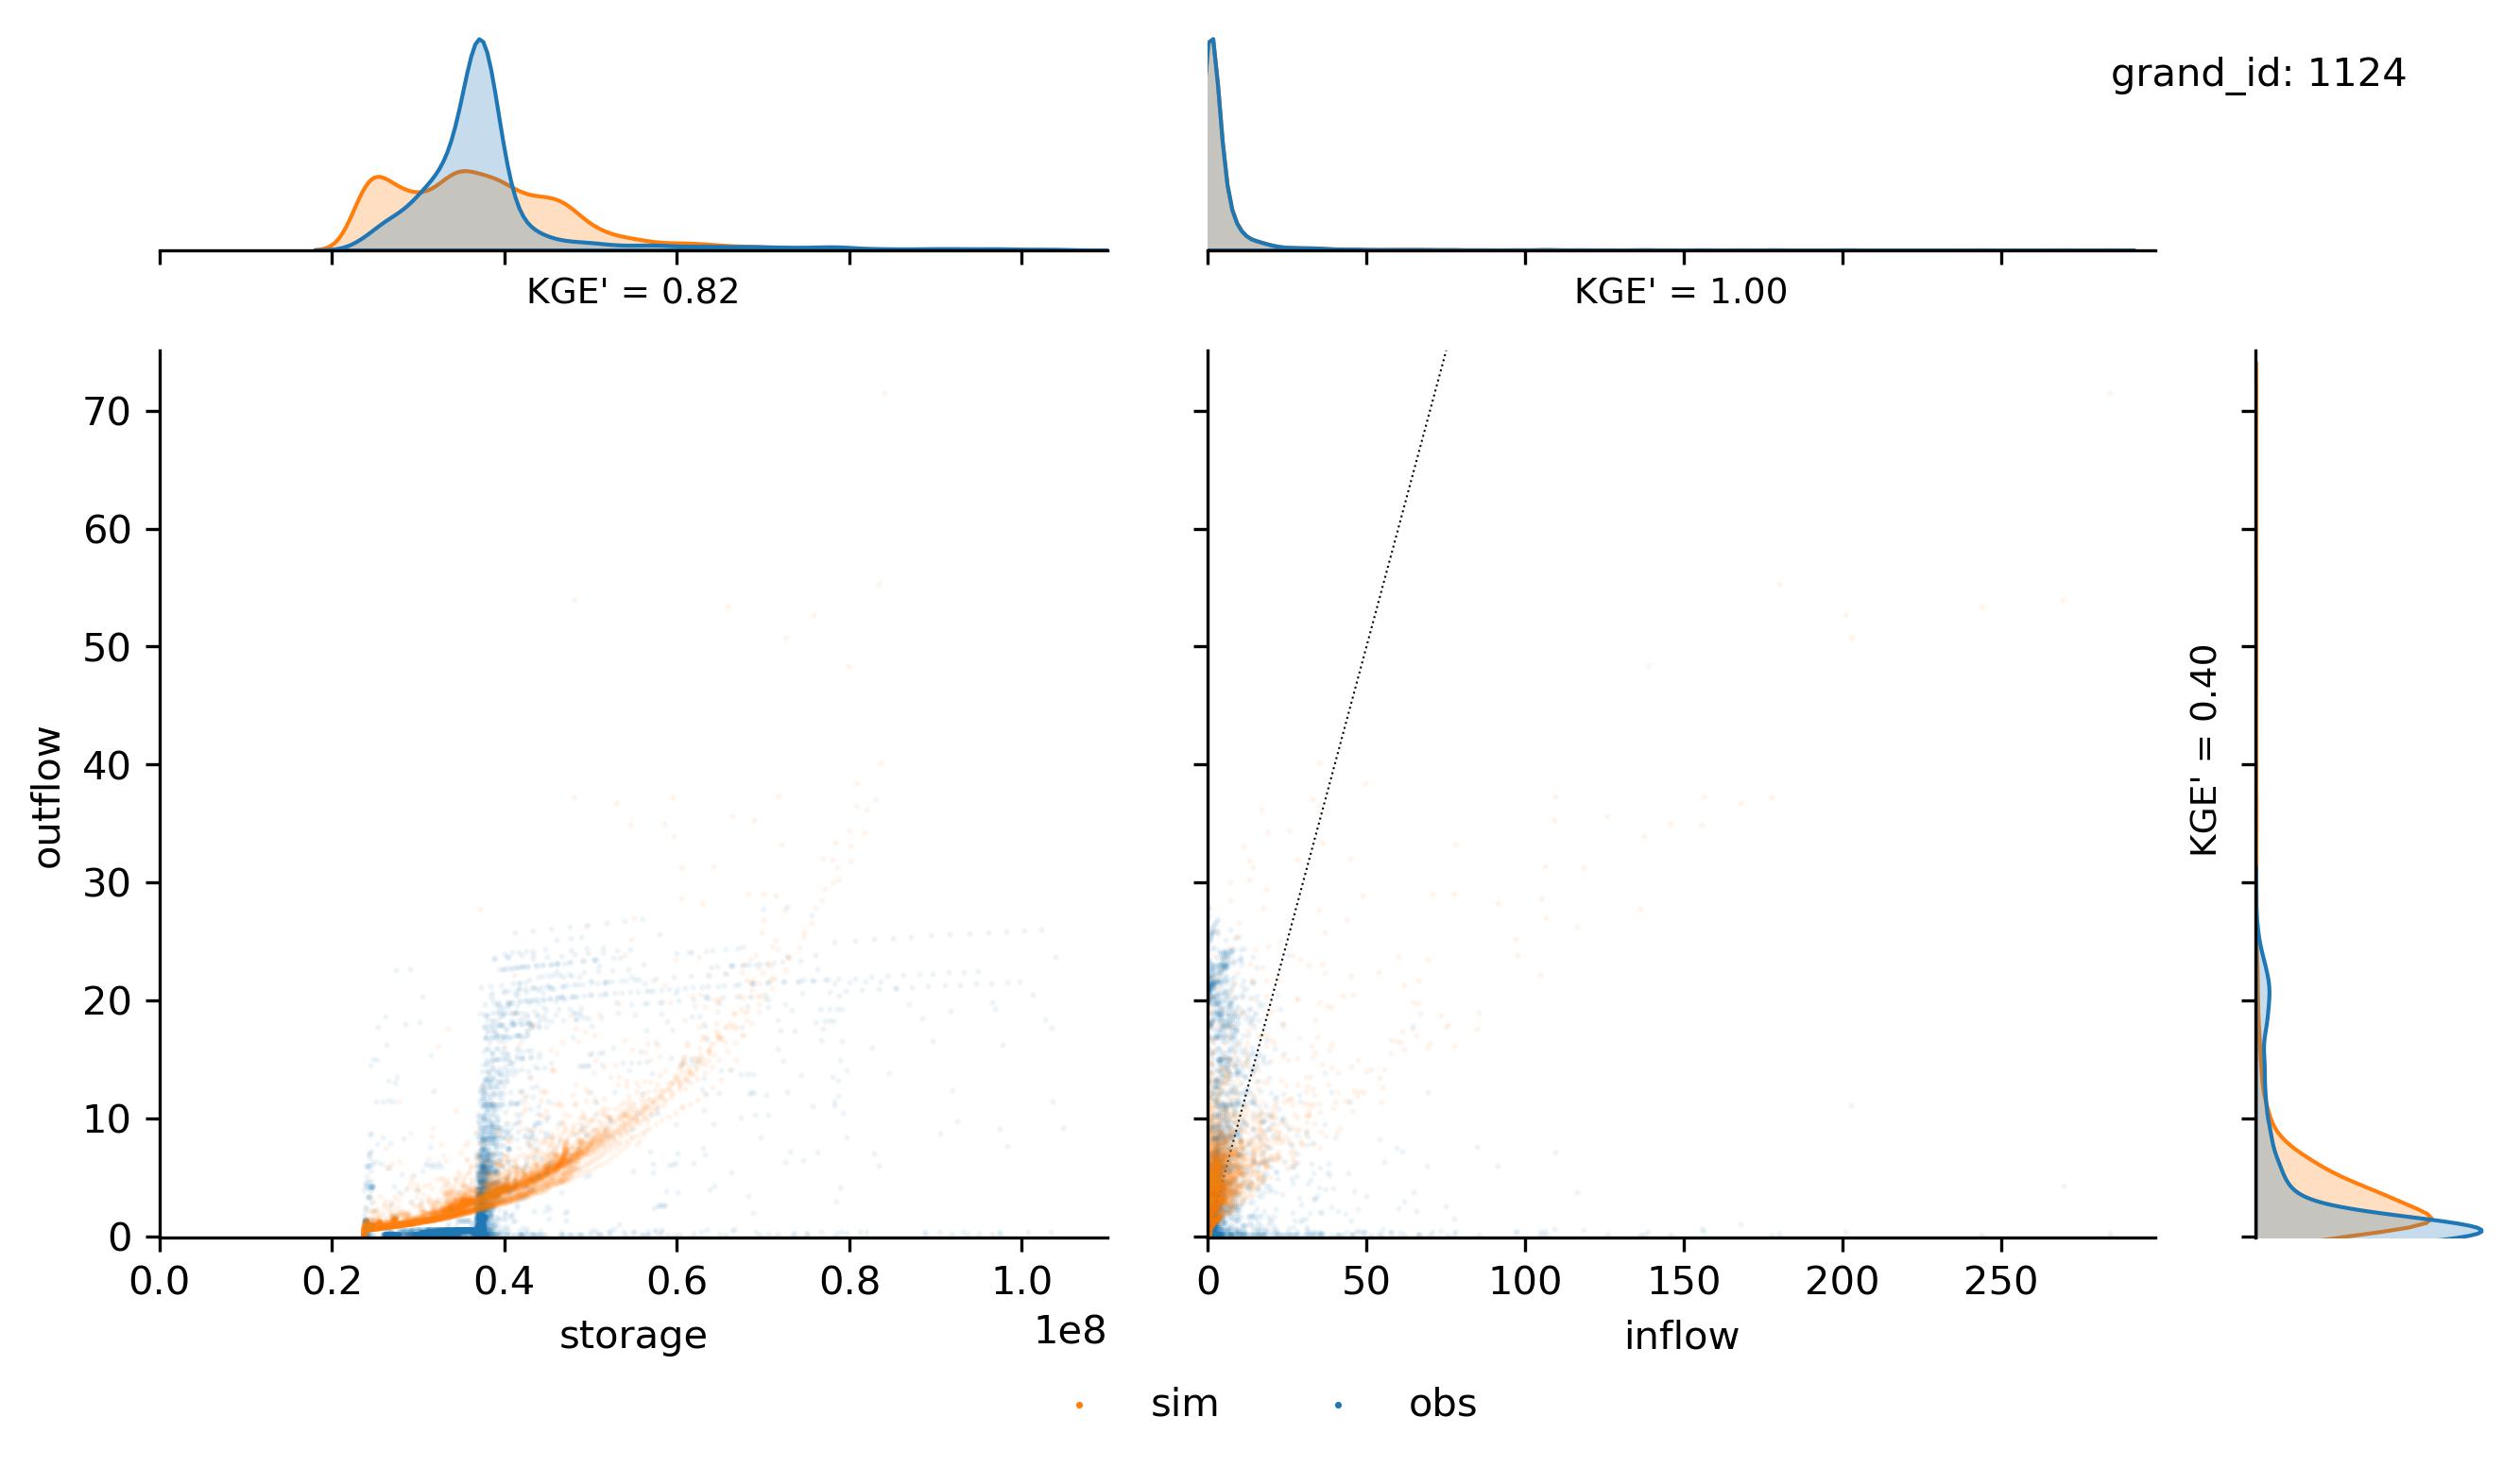 grand_id: 1124
KGE' = 0.82
KGE' = 1.00
70
60
50
40
30
20
10
0
outflow
KGE' = 0.40
0.0 0.2 0.4 0.6 0.8 1.0
1e8
storage
0 50 100 150 200 250
inflow
sim obs